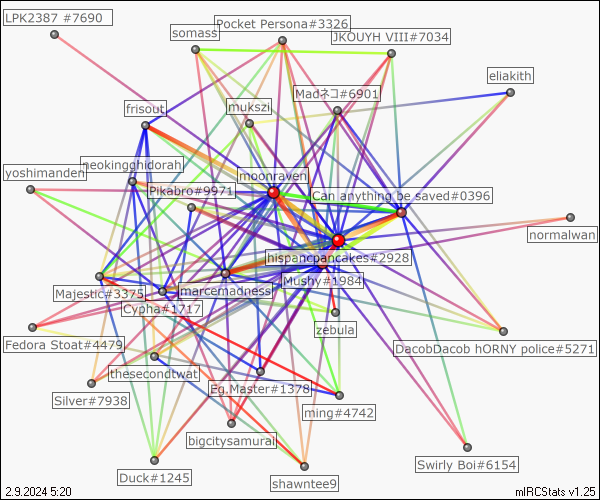 LPK2387 #7690
somass
Pocket Persona#3326
JKOUYH VIII#7034
eliakith
Madネコ#6901
frisout
mukszi
neokingghidorah
moonraven
yoshimanden
Pikabro#9971
Can anything be saved#0396
normalwan
hispancpancakes#2928
Mushy#1984
marcemadness
Majestic#3375
Cypha#1717
zebula
Fedora Stoat#4479
DacobDacob hORNY police#5271
thesecondtwat
Eg.Master#1378
Silver#7938
ming#4742
bigcitysamurai
Swirly Boi#6154
Duck#1245
shawntee9
2.9.2024 5:20
mIRCStats v1.25